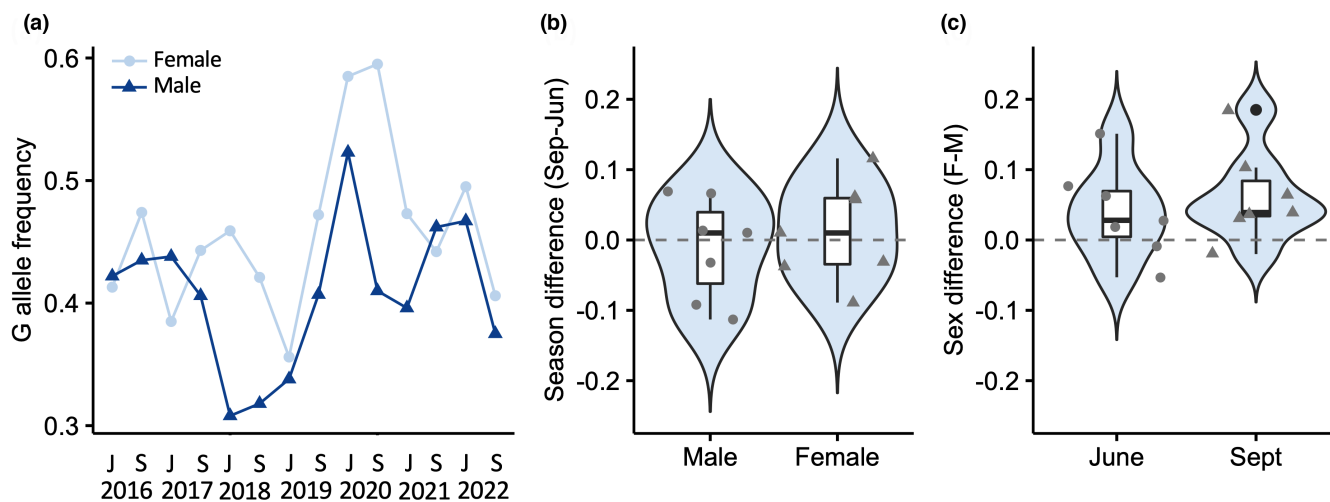 (a)
Female
Male
G allele frequency
0.6
0.5
0.4
0.3
J S J S J S J S J S J S J S
2016 2017 2018 2019 2020 2021 2022
(b)
Season difference (Sep-Jun)
0.2
0.1
0.0
-0.1
-0.2
Male Female
(c)
Sex difference (F-M)
0.2
0.1
0.0
-0.1
-0.2
June Sept